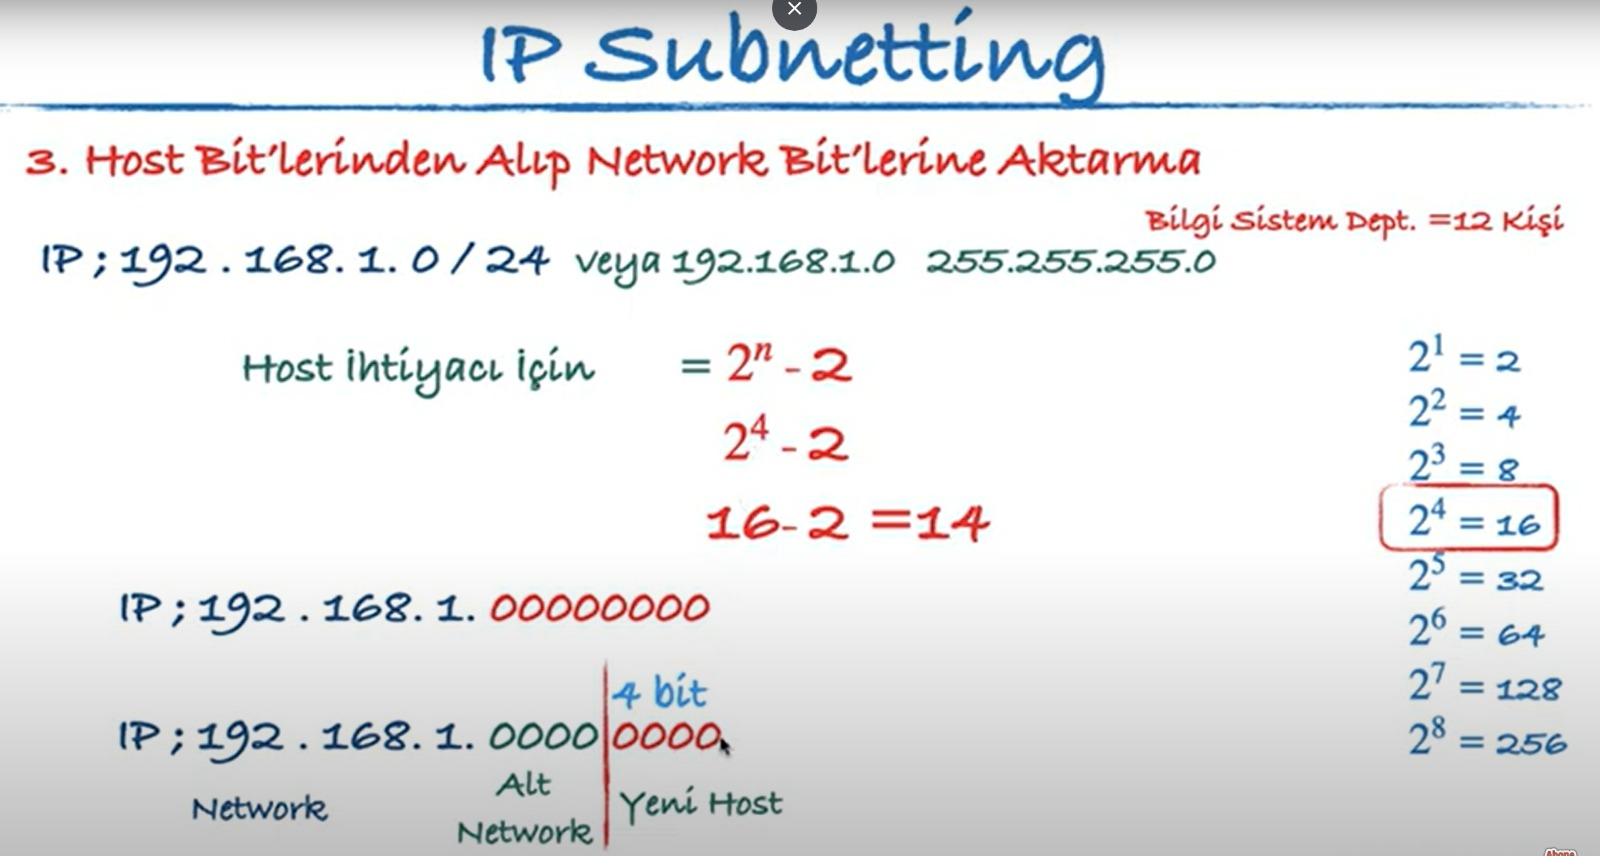 IP Subnetting
3. Host Bit'lerinden Alıp Network Bit'lerine Aktarma
Bilgi Sistem Dept. =12 Kişi
IP ; 192 . 168. 1. 0 / 24 veya 192.168.1.0 255.255.255.0
Host ihtiyacı için = 2ⁿ - 2
2⁴ - 2
16 - 2 = 14
2¹ = 2
2² = 4
2³ = 8
2⁴ = 16
2⁵ = 32
2⁶ = 64
2⁷ = 128
2⁸ = 256
IP ; 192 . 168. 1. 00000000
4 bit
IP ; 192 . 168. 1. 0000 0000
Network
Alt
Network
Yeni Host
Abone